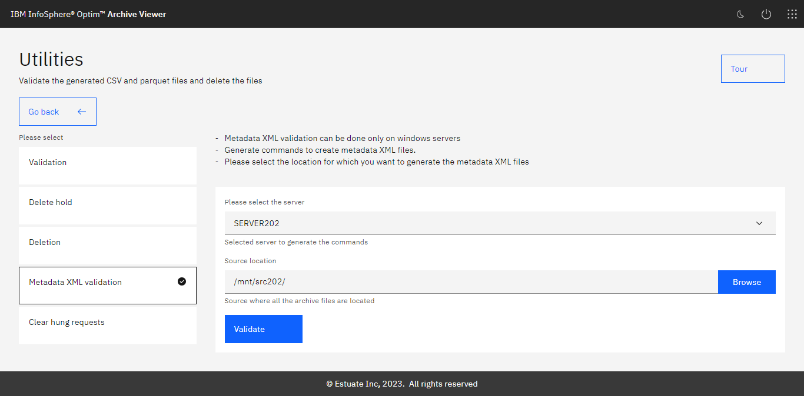 IBM InfoSphere® Optim™ Archive Viewer
Utilities
Validate the generated CSV and parquet files and delete the files
Tour
Go back
Please select
Validation
Delete hold
Deletion
Metadata XML validation
Clear hung requests
- Metadata XML validation can be done only on windows servers
- Generate commands to create metadata XML files.
- Please select the location for which you want to generate the metadata XML files
Please select the server
SERVER202
Selected server to generate the commands
Source location
/mnt/src202/
Browse
Source where all the archive files are located
Validate
© Estuate Inc, 2023. All rights reserved